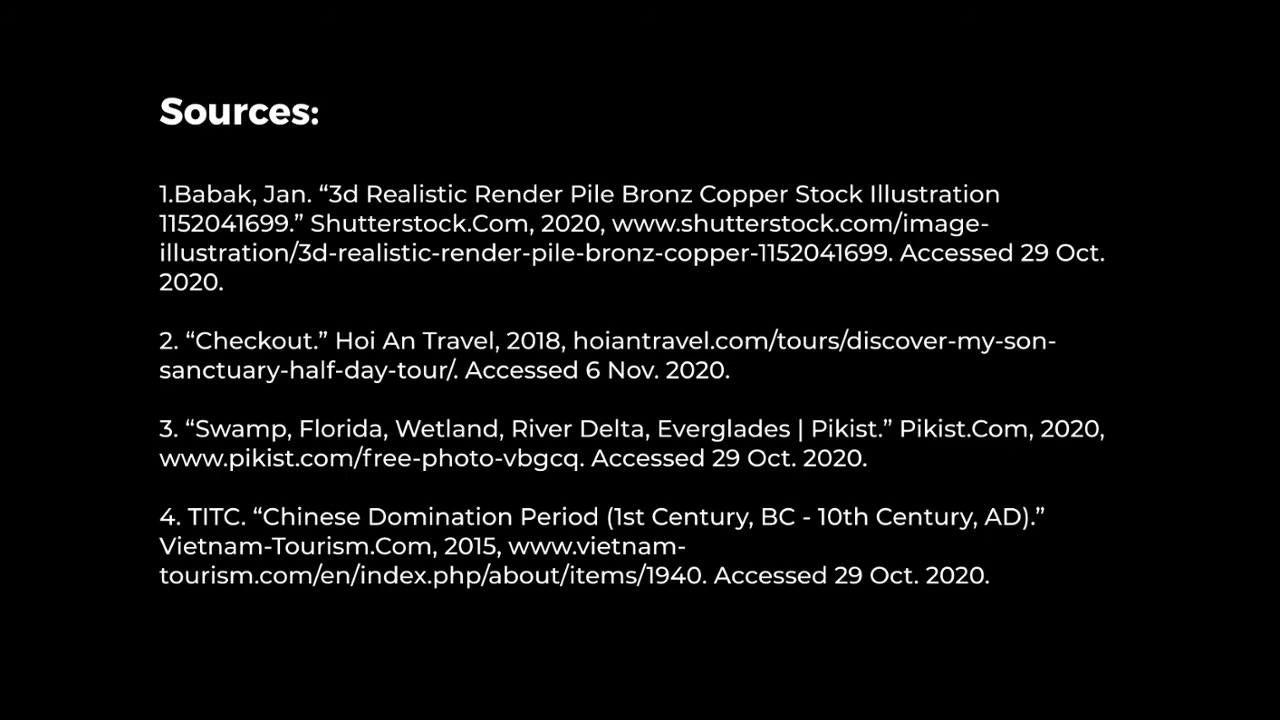 Sources:
1.Babak, Jan. “3d Realistic Render Pile Bronz Copper Stock Illustration
1152041699.” Shutterstock.Com, 2020, www.shutterstock.com/image-
illustration/3d-realistic-render-pile-bronz-copper-1152041699. Accessed 29 Oct.
2020.
2. “Checkout.” Hoi An Travel, 2018, hoiantravel.com/tours/discover-my-son-
sanctuary-half-day-tour/. Accessed 6 Nov. 2020.
3. “Swamp, Florida, Wetland, River Delta, Everglades | Pikist.” Pikist.Com, 2020,
www.pikist.com/free-photo-vbgcq. Accessed 29 Oct. 2020.
4. TITC. “Chinese Domination Period (1st Century, BC - 10th Century, AD).”
Vietnam-Tourism.Com, 2015, www.vietnam-
tourism.com/en/index.php/about/items/1940. Accessed 29 Oct. 2020.